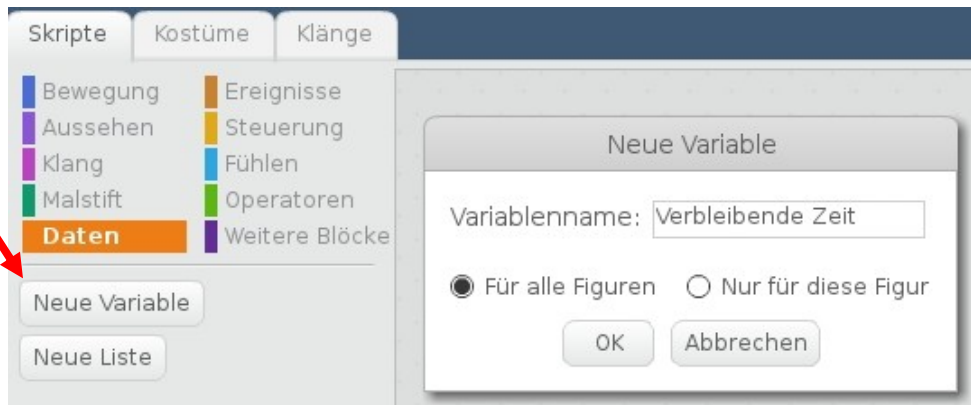 Skripte Kostüme Klänge
Bewegung Ereignisse
Aussehen Steuerung
Klang Fühlen
Malstift Operatoren
Daten Weitere Blöcke
Neue Variable
Neue Liste
Neue Variable
Variablenname: Verbleibende Zeit
Für alle Figuren Nur für diese Figur
OK Abbrechen